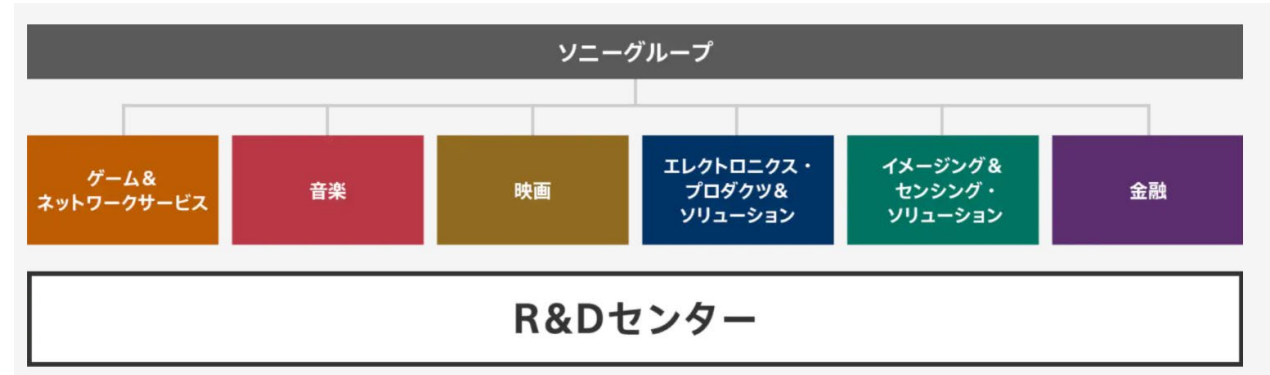 ソニーグループ
ゲーム&
ネットワークサービス
音楽
映画
エレクトロニクス・
プロダクツ&
ソリューション
イメージング&
センシング・
ソリューション
金融
R&Dセンター